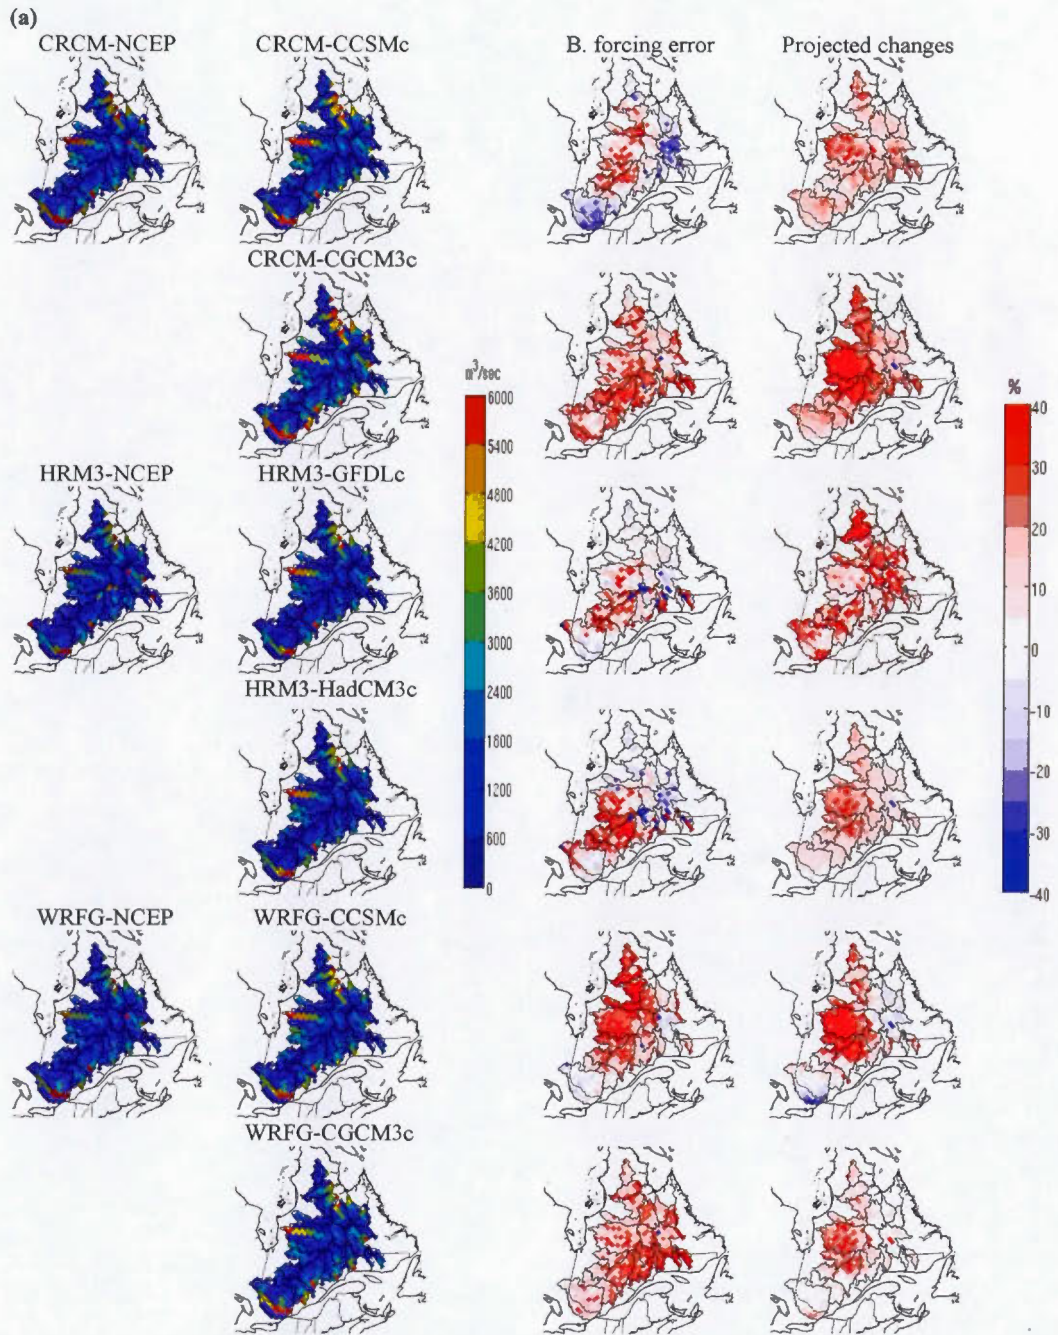 (a)
CRCM-NCEP CRCM-CCSMc B. forcing error Projected changes
CRCM-CGCM3c
m³/sec
6000
5400
4800
4200
3600
3000
2400
1800
1200
600
0
%
40
30
20
10
0
-10
-20
-30
-40
HRM3-NCEP HRM3-GFDLc
HRM3-HadCM3c
WRFG-NCEP WRFG-CCSMc
WRFG-CGCM3c